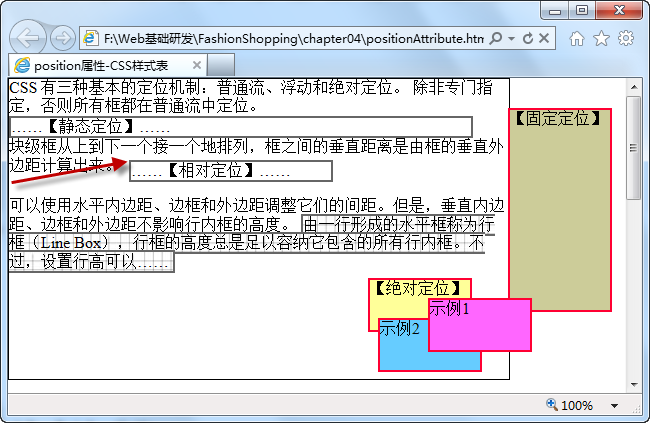 F:\Web基础研发\FashionShopping\chapter04\positionAttribute.htm
position属性-CSS样式表
CSS 有三种基本的定位机制：普通流、浮动和绝对定位。 除非专门指
定，否则所有框都在普通流中定位。
……【静态定位】……
块级框从上到下一个接一个地排列，框之间的垂直距离是由框的垂直外
边距计算出来。
……【相对定位】……
可以使用水平内边距、边框和外边距调整它们的间距。但是，垂直内边
距、边框和外边距不影响行内框的高度。 由一行形成的水平框称为行
框（Line Box），行框的高度总是足以容纳它包含的所有行内框。不
过，设置行高可以……
【固定定位】
【绝对定位】
示例1
示例2
100%